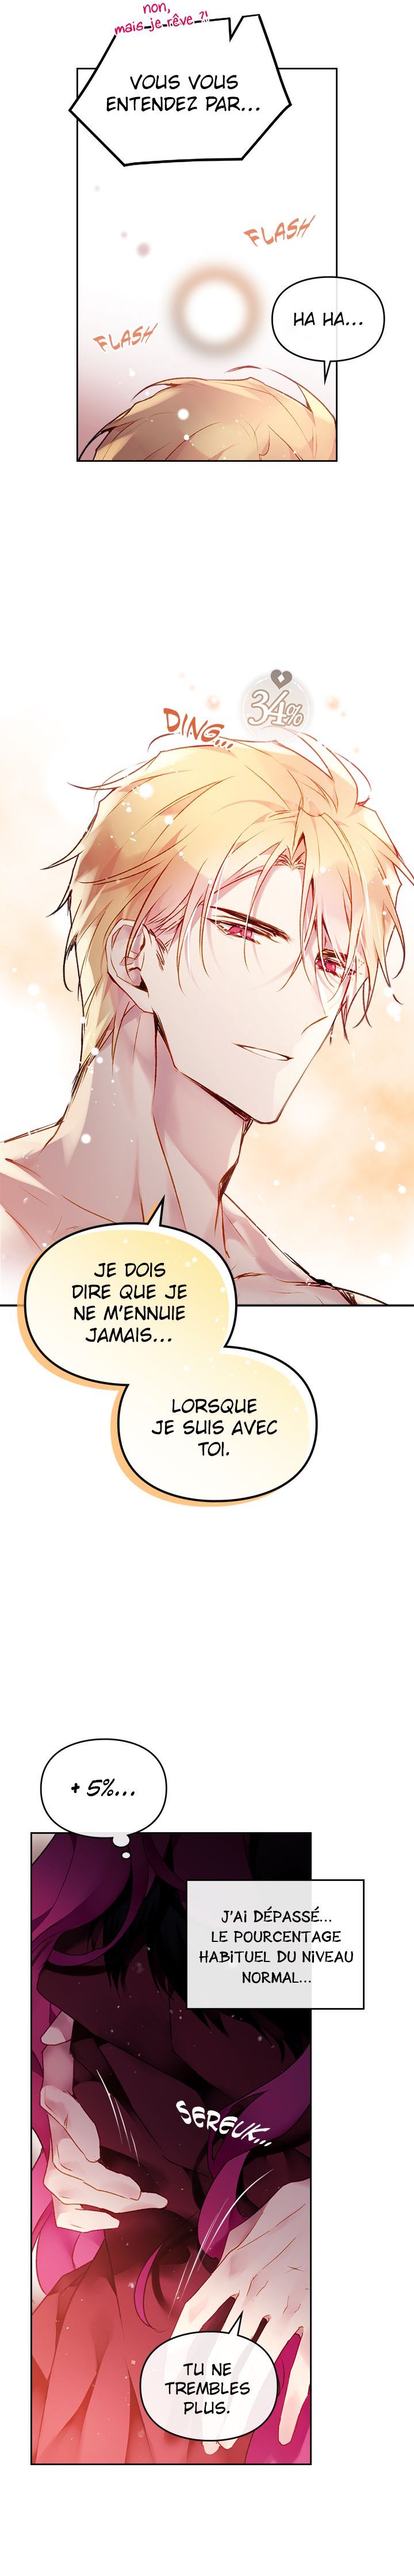 non,
mais je rêve ?!
VOUS VOUS
ENTENDEZ PAR...
FLASH
HA HA...
FLASH
34%
DING...
JE DOIS
DIRE QUE JE
NE M'ENNUIE
JAMAIS...
LORSQUE
JE SUIS AVEC
TOI.
+ 5%...
J'AI DÉPASSÉ...
LE POURCENTAGE
HABITUEL DU NIVEAU
NORMAL...
SEREUK...
TU NE
TREMBLES
PLUS.